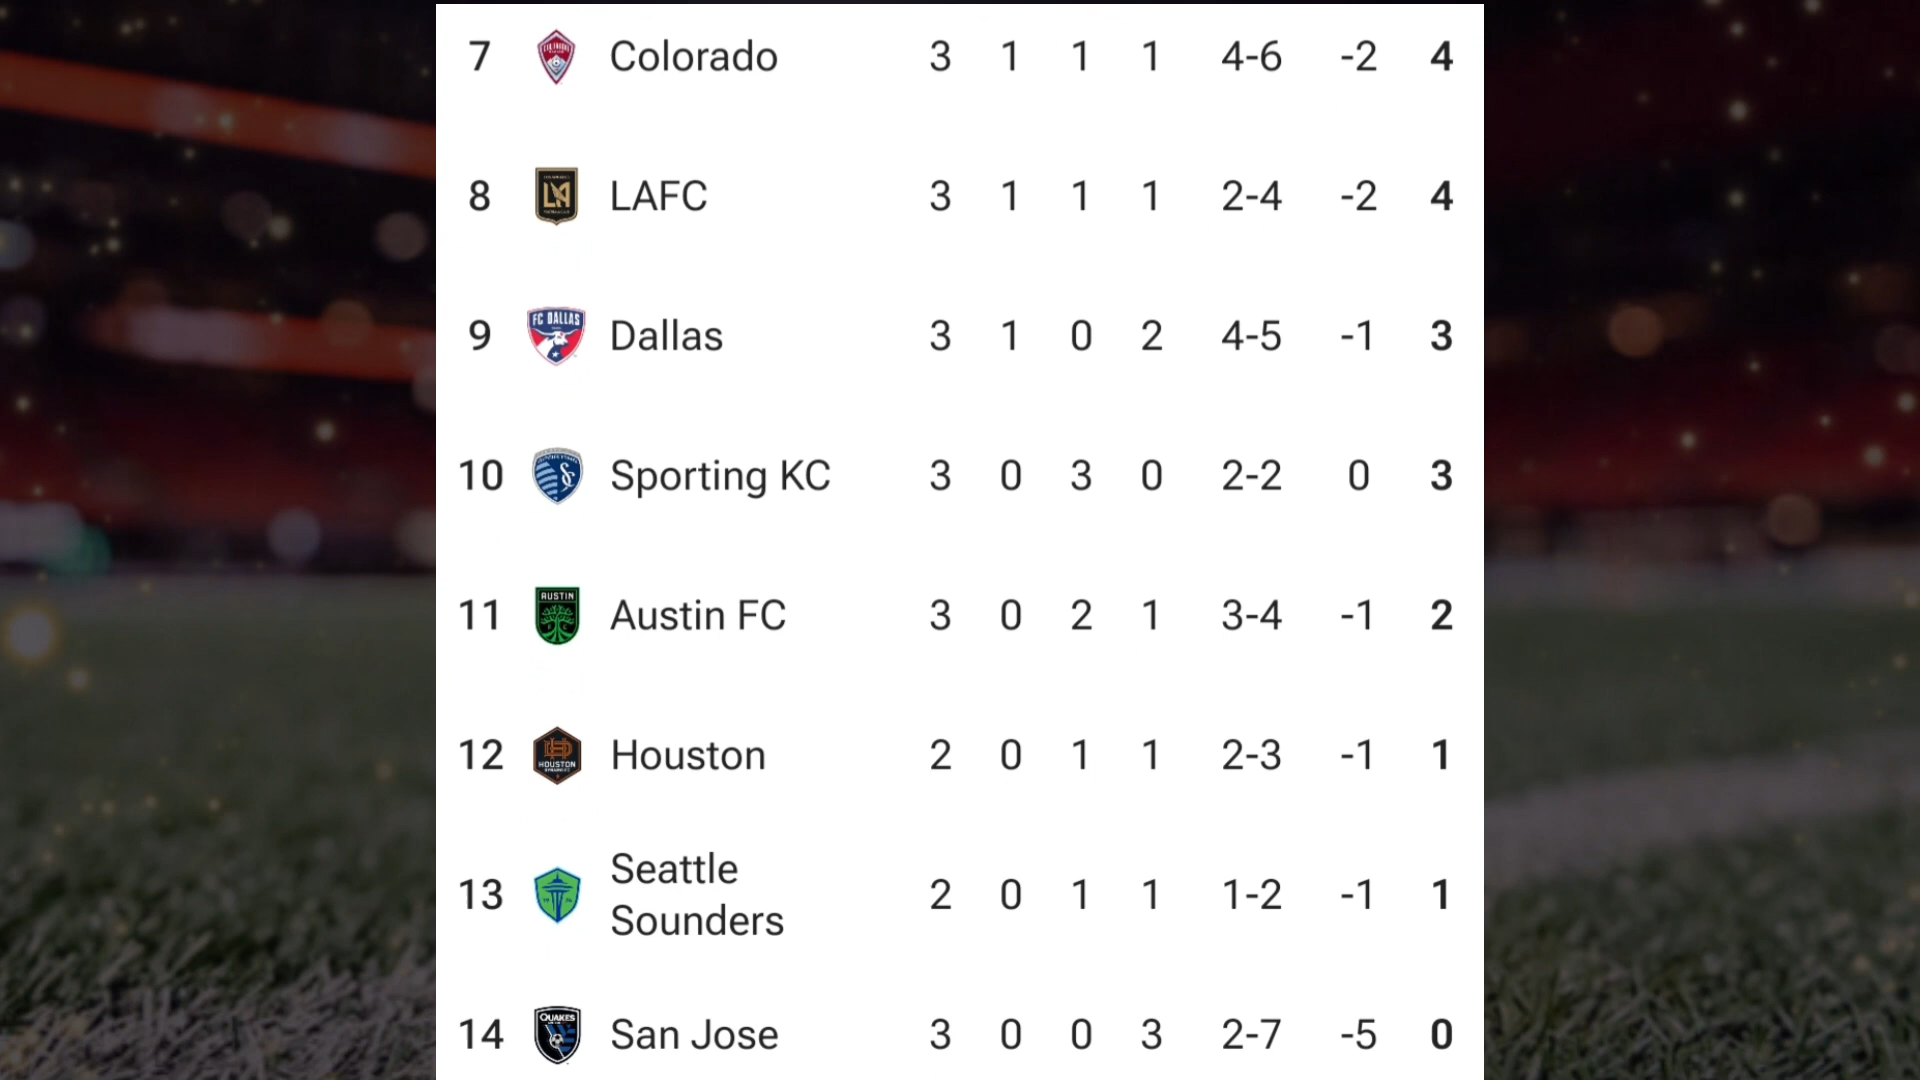 7 Colorado 3 1 1 1 4-6 -2 4
8 LAFC 3 1 1 1 2-4 -2 4
9 FC DALLAS Dallas 3 1 0 2 4-5 -1 3
10 Sporting KC 3 0 3 0 2-2 0 3
11 AUSTIN Austin FC 3 0 2 1 3-4 -1 2
12 HOUSTON Houston 2 0 1 1 2-3 -1 1
13 Seattle
Sounders 2 0 1 1 1-2 -1 1
14 QUAKES San Jose 3 0 0 3 2-7 -5 0